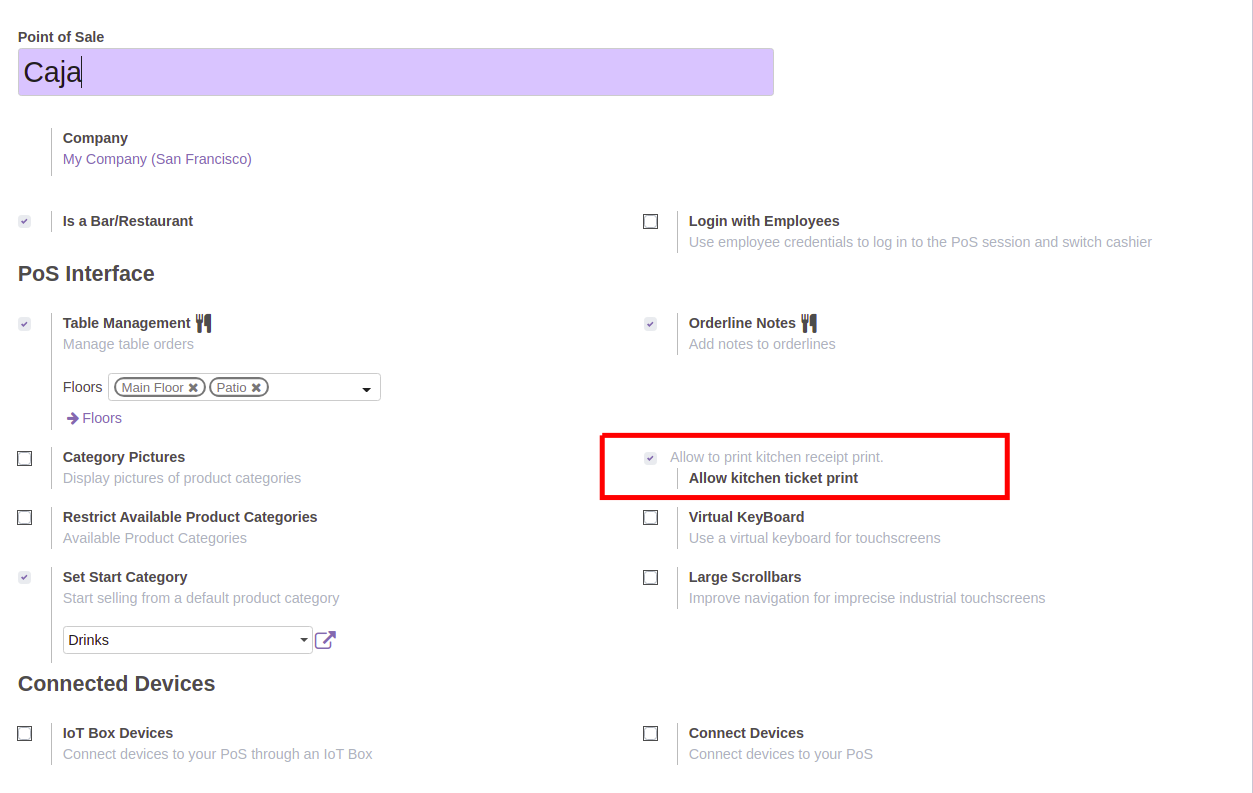 Point of Sale
Caja
Company
My Company (San Francisco)
Is a Bar/Restaurant
Login with Employees
Use employee credentials to log in to the PoS session and switch cashier
PoS Interface
Table Management
Manage table orders
Orderline Notes
Add notes to orderlines
Floors Main Floor Patio
Floors
Category Pictures
Display pictures of product categories
Allow to print kitchen receipt print.
Allow kitchen ticket print
Restrict Available Product Categories
Available Product Categories
Virtual KeyBoard
Use a virtual keyboard for touchscreens
Set Start Category
Start selling from a default product category
Large Scrollbars
Improve navigation for imprecise industrial touchscreens
Drinks
Connected Devices
IoT Box Devices
Connect devices to your PoS through an IoT Box
Connect Devices
Connect devices to your PoS